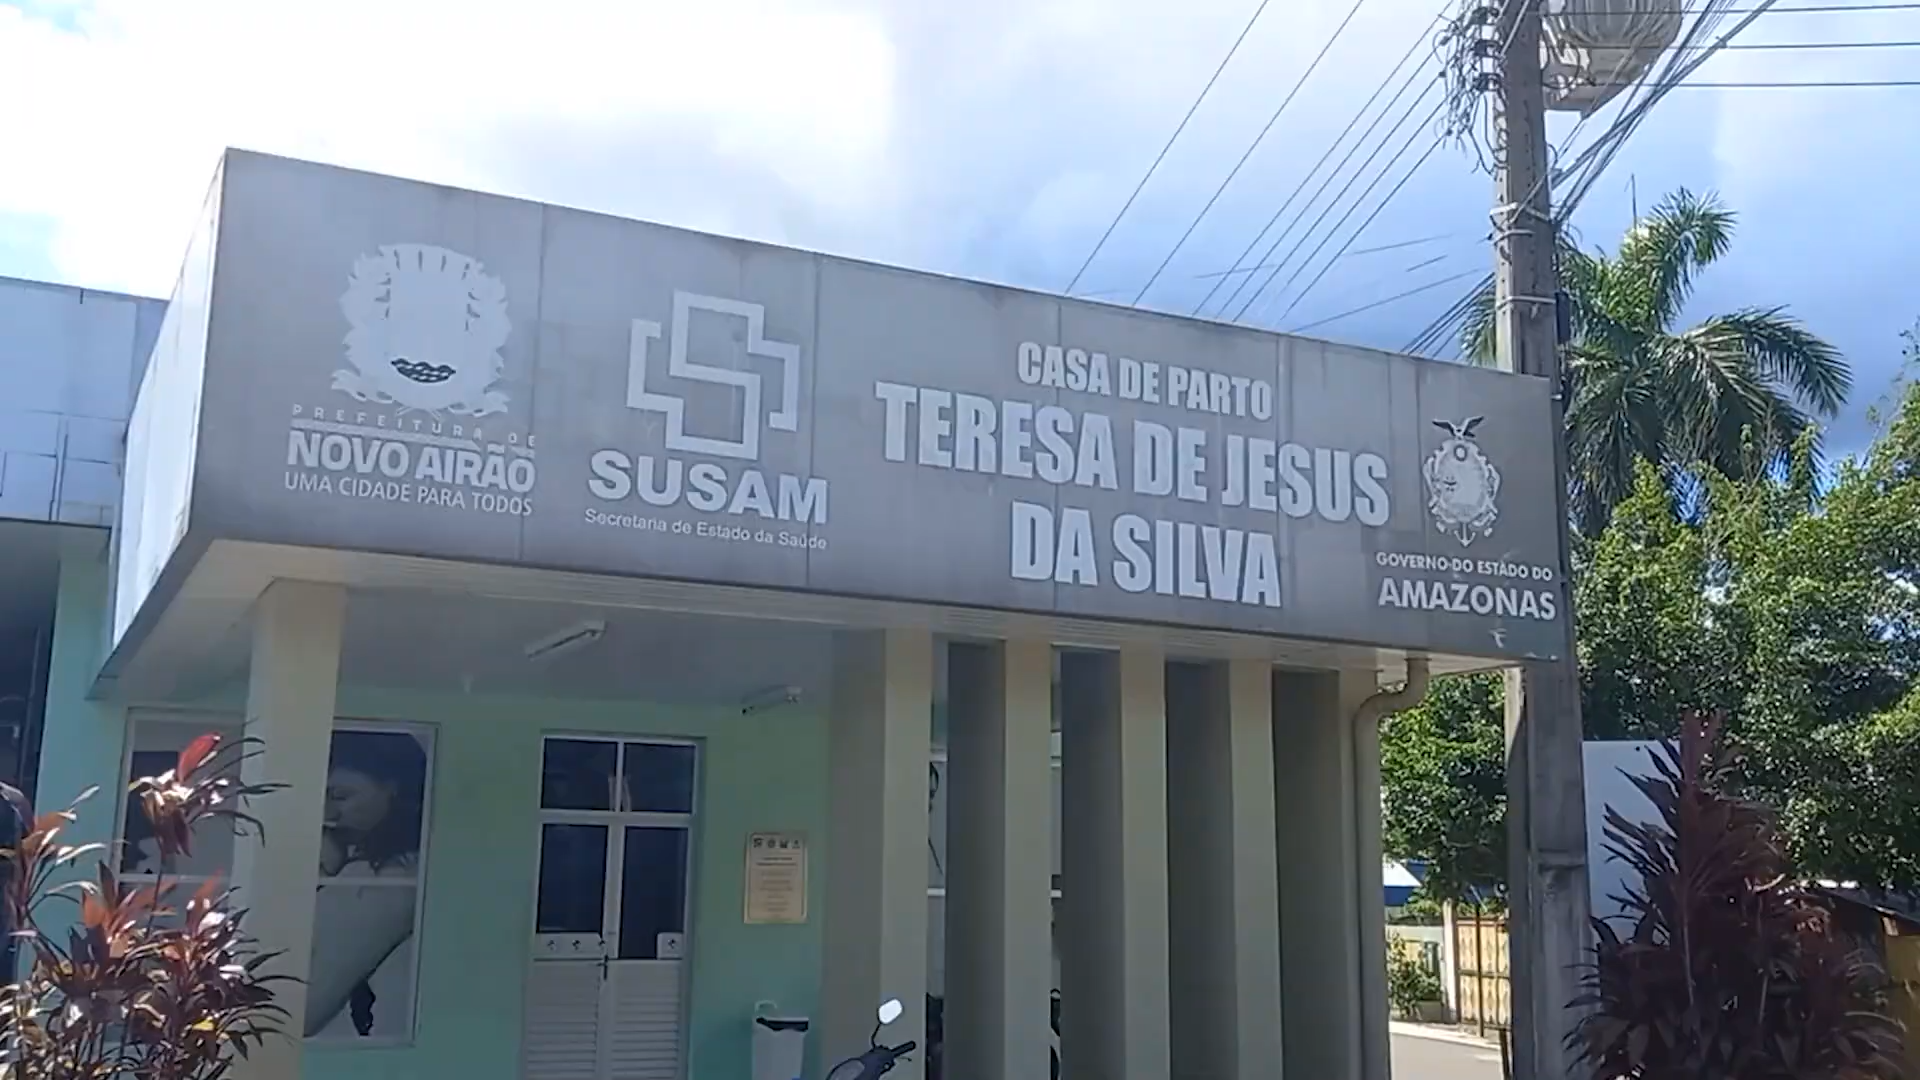 PREFEITURA DE
NOVO AIRÃO
UMA CIDADE PARA TODOS
SUSAM
Secretaria de Estado da Saúde
CASA DE PARTO
TERESA DE JESUS
DA SILVA
GOVERNO DO ESTADO DO
AMAZONAS